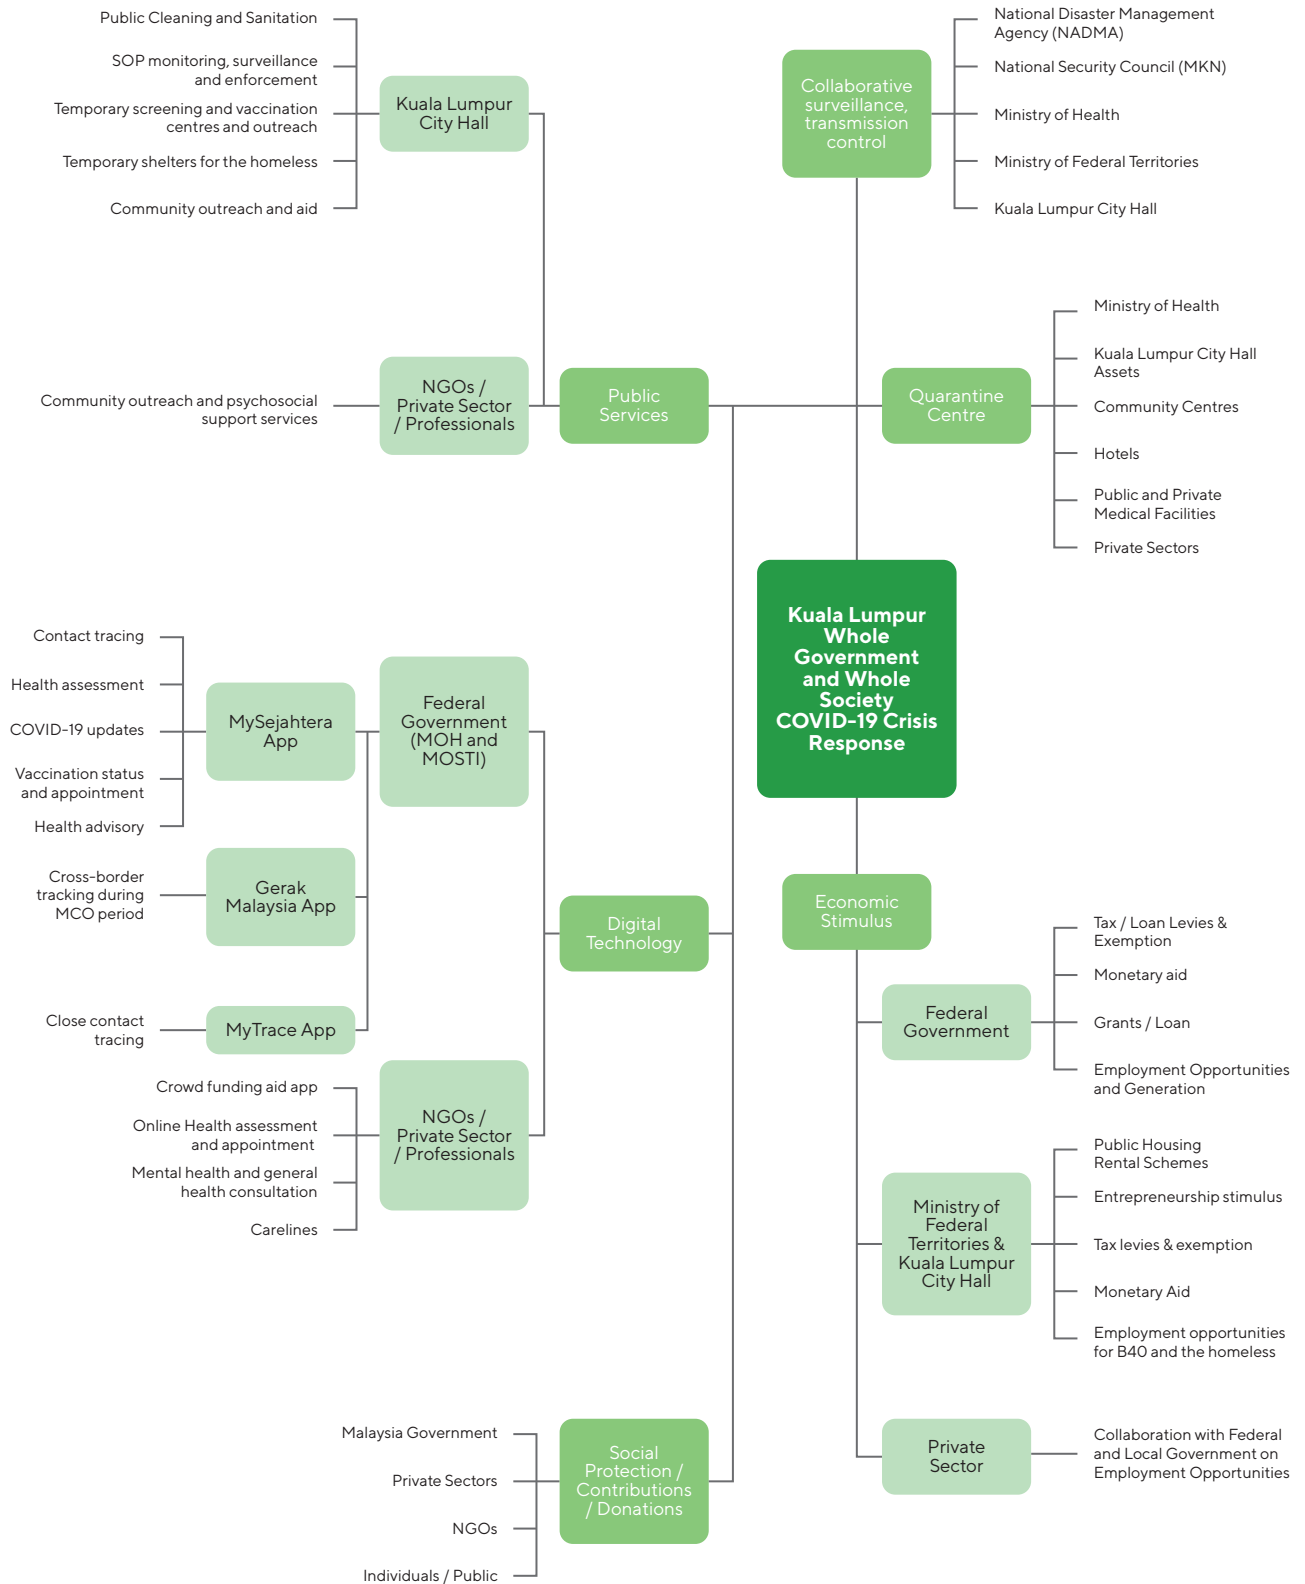 Public Cleaning and Sanitation
SOP monitoring, surveillance
and enforcement
Temporary screening and vaccination
centres and outreach
Temporary shelters for the homeless
Community outreach and aid
Kuala Lumpur
City Hall
Collaborative
surveillance,
transmission
control
National Disaster Management
Agency (NADMA)
National Security Council (MKN)
Ministry of Health
Ministry of Federal Territories
Kuala Lumpur City Hall
Community outreach and psychosocial
support services
NGOs /
Private Sector
/ Professionals
Public
Services
Quarantine
Centre
Ministry of Health
Kuala Lumpur City Hall
Assets
Community Centres
Hotels
Public and Private
Medical Facilities
Private Sectors
Kuala Lumpur
Whole
Government
and Whole
Society
COVID-19 Crisis
Response
Contact tracing
Health assessment
COVID-19 updates
Vaccination status
and appointment
Health advisory
MySejahtera
App
Federal
Government
(MOH and
MOSTI)
Cross-border
tracking during
MCO period
Gerak
Malaysia App
Close contact
tracing
MyTrace App
Digital
Technology
Crowd funding aid app
Online Health assessment
and appointment
Mental health and general
health consultation
Carelines
NGOs /
Private Sector
/ Professionals
Economic
Stimulus
Federal
Government
Tax / Loan Levies &
Exemption
Monetary aid
Grants / Loan
Employment Opportunities
and Generation
Ministry of
Federal
Territories &
Kuala Lumpur
City Hall
Public Housing
Rental Schemes
Entrepreneurship stimulus
Tax levies & exemption
Monetary Aid
Employment opportunities
for B40 and the homeless
Private
Sector
Collaboration with Federal
and Local Government on
Employment Opportunities
Malaysia Government
Private Sectors
NGOs
Individuals / Public
Social
Protection /
Contributions
/ Donations